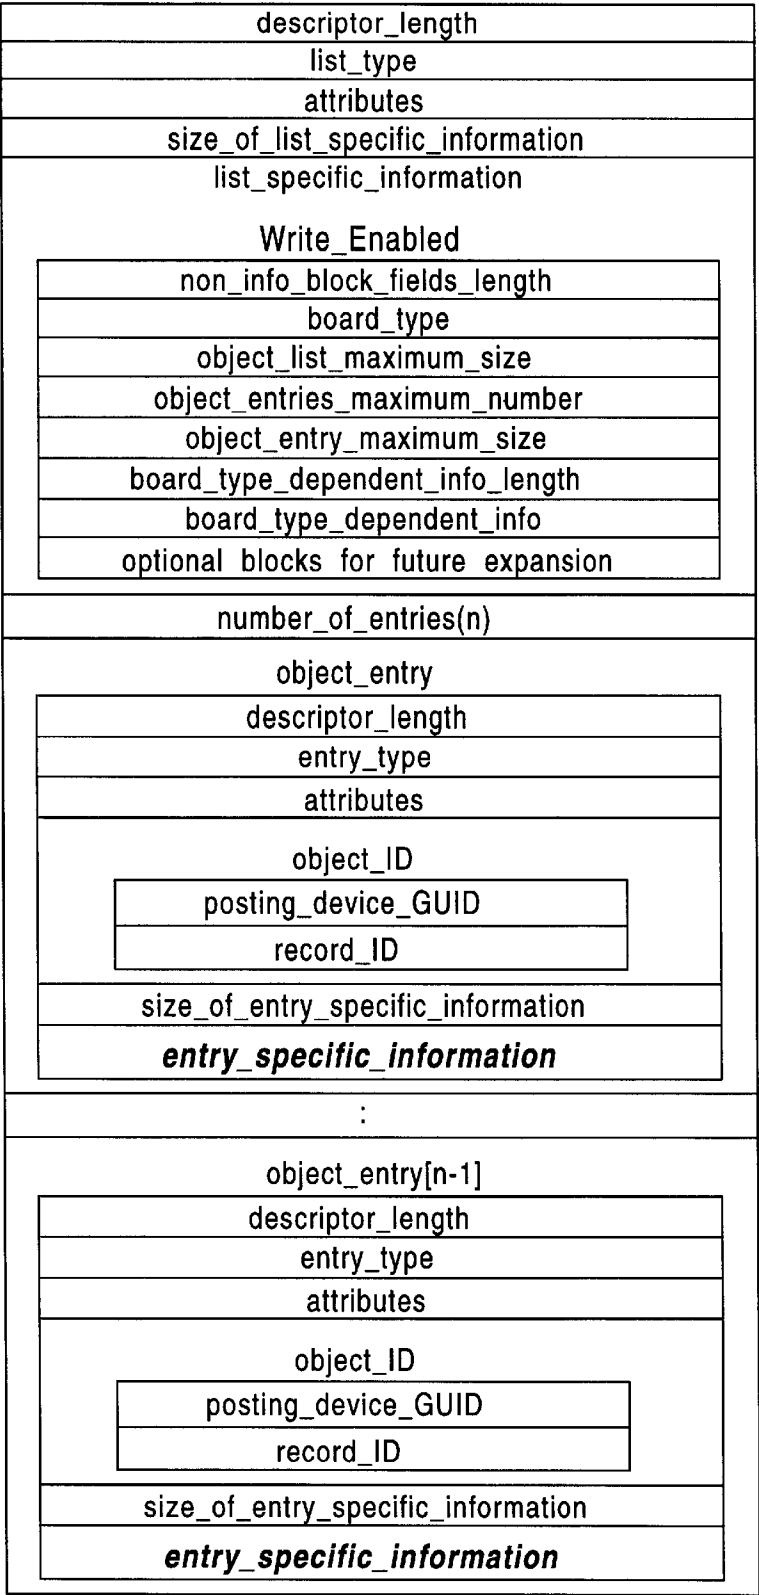 descriptor_length
list_type
attributes
size_of_list_specific_information
list_specific_information
Write_Enabled
non_info_block_fields_length
board_type
object_list_maximum_size
object_entries_maximum_number
object_entry_maximum_size
board_type_dependent_info_length
board_type_dependent_info
optional blocks for future expansion
number_of_entries(n)
object_entry
descriptor_length
entry_type
attributes
object_ID
posting_device_GUID
record_ID
size_of_entry_specific_information
entry_specific_information
:
object_entry[n-1]
descriptor_length
entry_type
attributes
object_ID
posting_device_GUID
record_ID
size_of_entry_specific_information
entry_specific_information